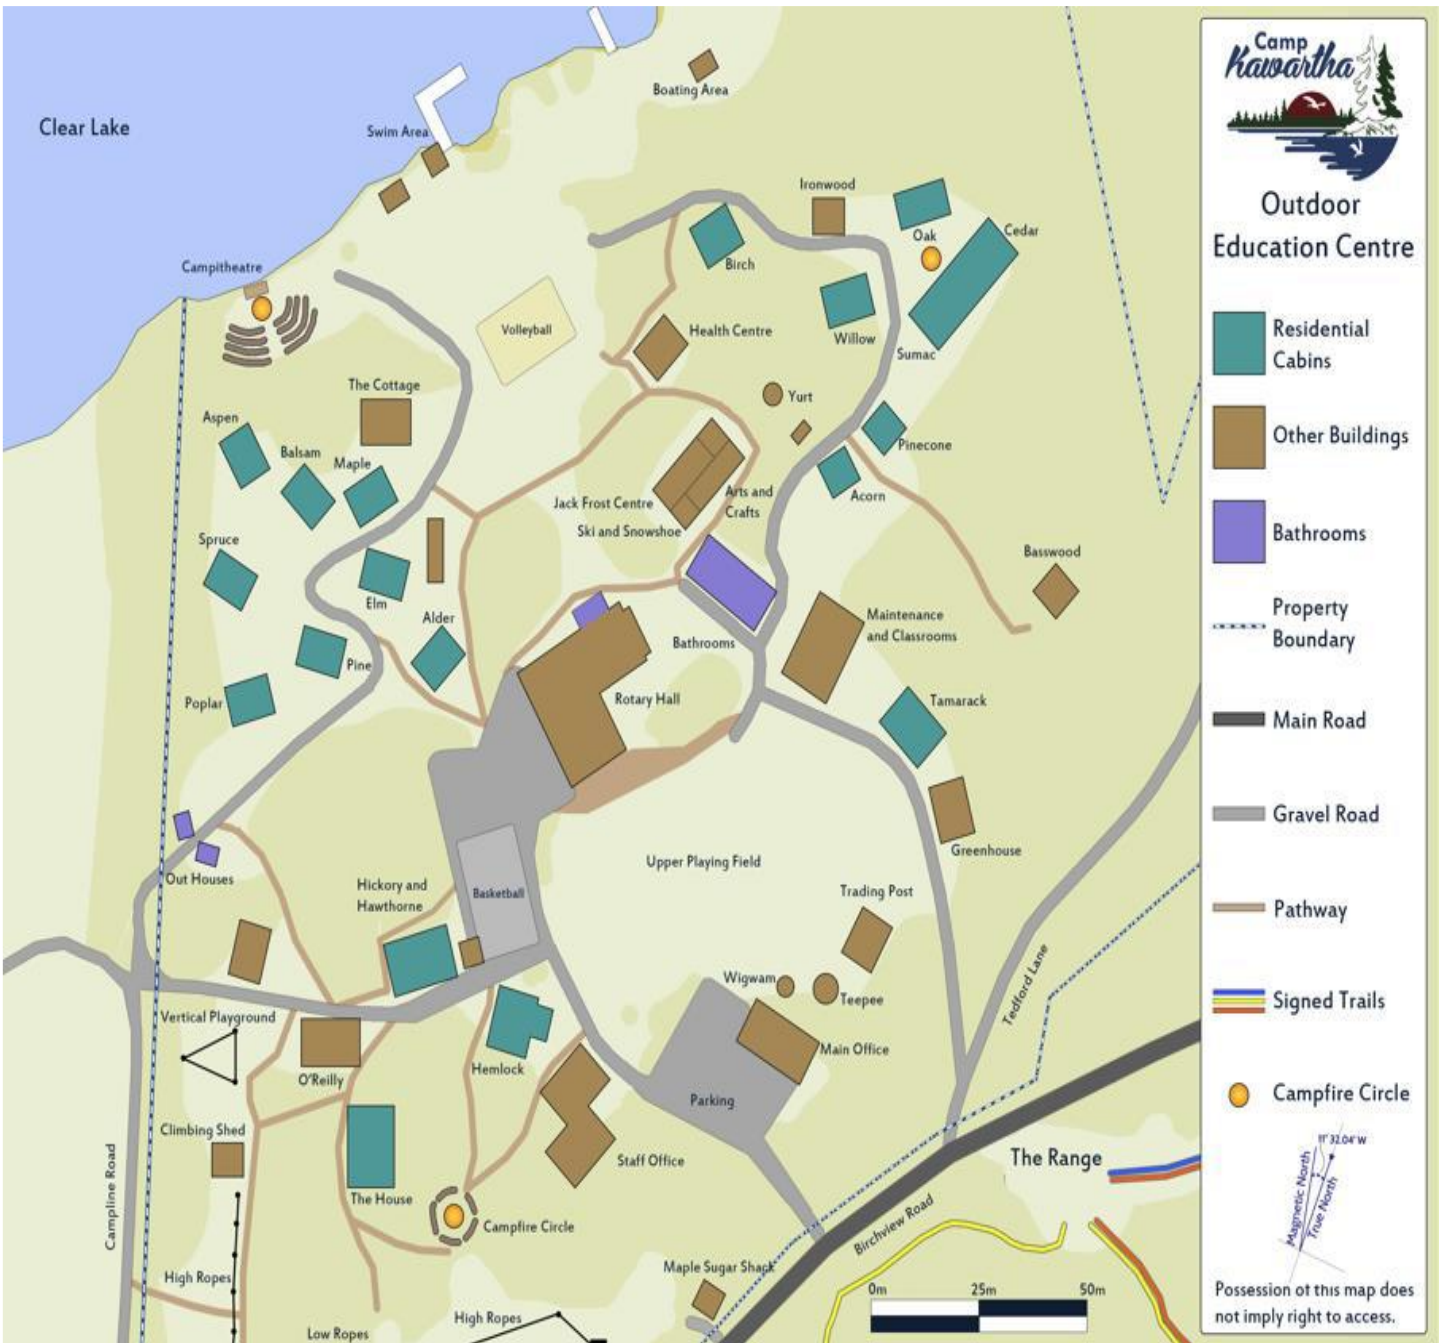 Clear Lake
Swim Area
Boating Area
Campitheatre
Volleyball
Ironwood
Birch
Oak
Cedar
Willow
Sumac
Health Centre
Yurt
The Cottage
Aspen
Balsam
Maple
Pinecone
Acorn
Jack Frost Centre
Arts and
Crafts
Ski and Snowshoe
Spruce
Elm
Alder
Basswood
Maintenance
and Classrooms
Bathrooms
Pine
Poplar
Rotary Hall
Tamarack
Out Houses
Upper Playing Field
Greenhouse
Hickory and
Hawthorne
Basketball
Trading Post
Wigwam
Teepee
Tedford Lane
Vertical Playground
O'Reilly
Hemlock
Main Office
Parking
Climbing Shed
Campline Road
The House
Staff Office
Campfire Circle
The Range
Birchview Road
High Ropes
Maple Sugar Shack
High Ropes
Low Ropes
0m 25m 50m
Camp
Kawartha
Outdoor
Education Centre
Residential
Cabins
Other Buildings
Bathrooms
Property
Boundary
Main Road
Gravel Road
Pathway
Signed Trails
Campfire Circle
11° 32.04' W
Magnetic North
True North
Possession of this map does
not imply right to access.